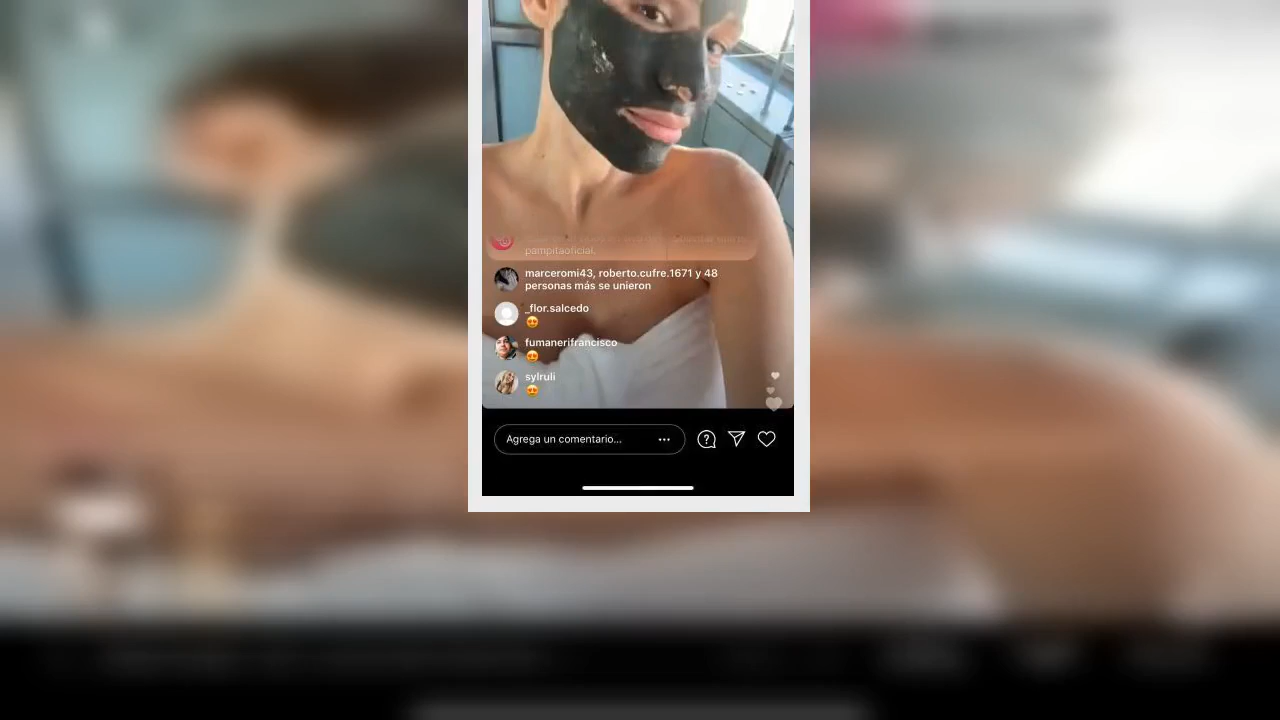 pampitaoficial.
marceromi43, roberto.cufre.1671 y 48
personas más se unieron
_flor.salcedo
fumanerifrancisco
sylruli
Agrega un comentario...